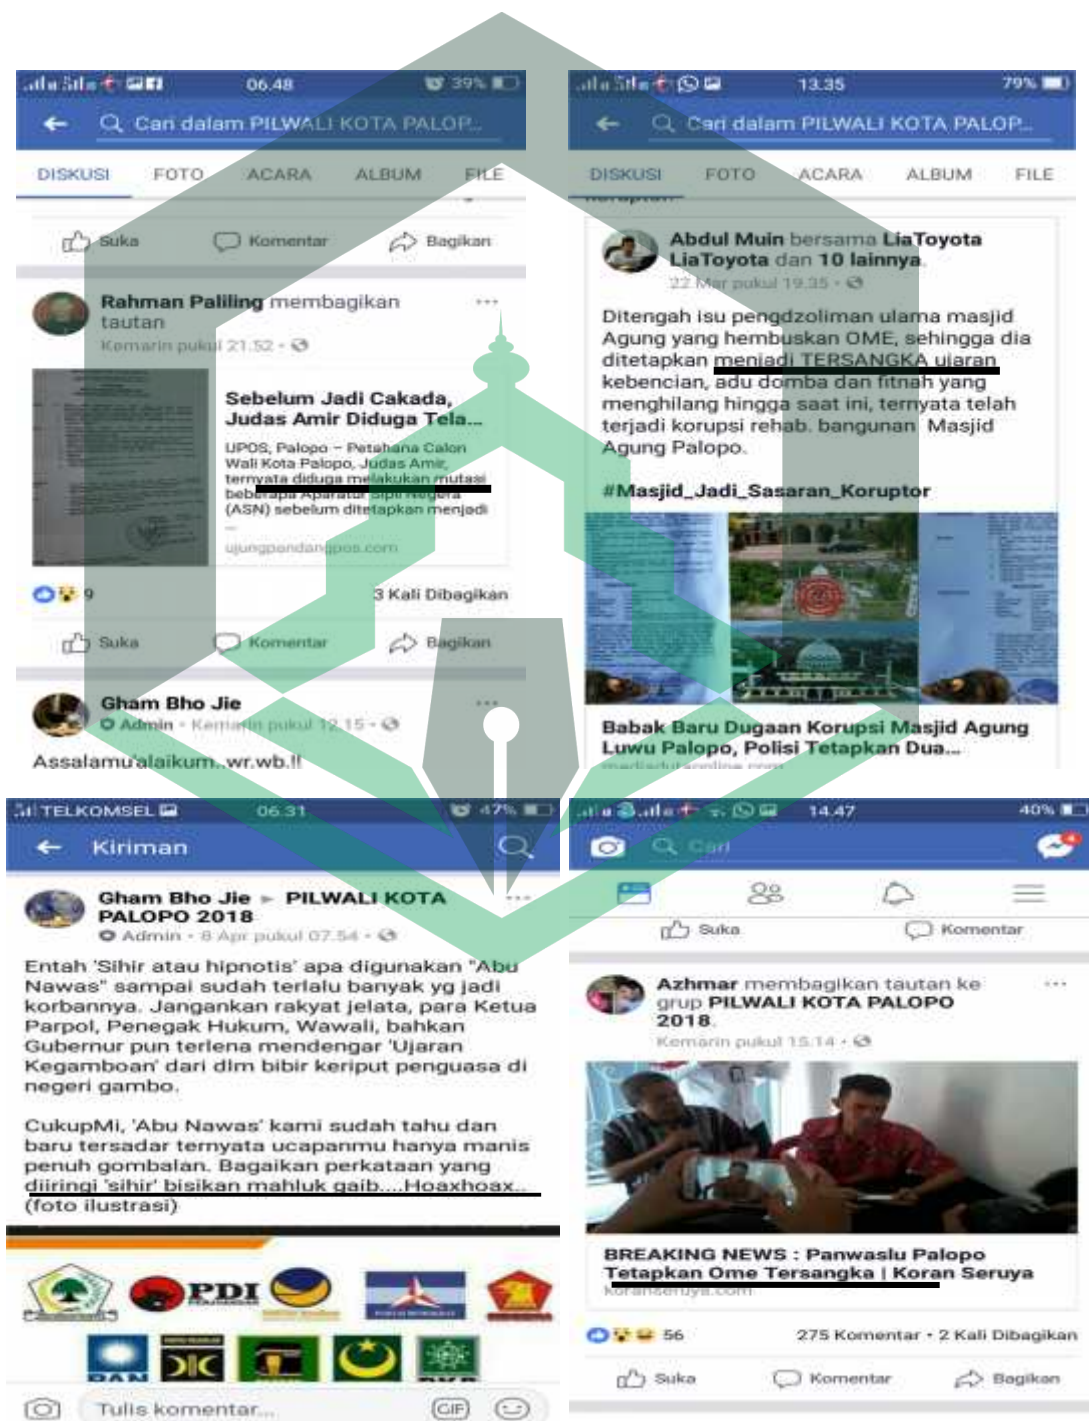 06.48
39%
Cari dalam PILWALI KOTA PALOP...
DISKUSI FOTO ACARA ALBUM FILE
Suka Komentar Bagikan
Rahman Paliling membagikan
tautan
Kemarin pukul 21.52
Sebelum Jadi Cakada,
Judas Amir Diduga Tela...
UPOS, Palopo – Petahana Calon
Wali Kota Palopo, Judas Amir,
ternyata diduga melakukan mutasi
beberapa Aparatur Sipil Negera
(ASN) sebelum ditetapkan menjadi
...
ujungpandangpos.com
9 3 Kali Dibagikan
Suka Komentar Bagikan
Gham Bho Jie
Admin • Kemarin pukul 12.15
Assalamu'alaikum..wr.wb.!!
13.35
79%
Cari dalam PILWALI KOTA PALOP...
DISKUSI FOTO ACARA ALBUM FILE
Abdul Muin bersama LiaToyota
LiaToyota dan 10 lainnya.
22 Mar pukul 19.35
Ditengah isu pengdzoliman ulama masjid
Agung yang hembuskan OME, sehingga dia
ditetapkan menjadi TERSANGKA ujaran
kebencian, adu domba dan fitnah yang
menghilang hingga saat ini, ternyata telah
terjadi korupsi rehab. bangunan Masjid
Agung Palopo.
#Masjid_Jadi_Sasaran_Koruptor
Babak Baru Dugaan Korupsi Masjid Agung
Luwu Palopo, Polisi Tetapkan Dua...
mediadutaonline.com
TELKOMSEL
06.31
47%
Kiriman
Gham Bho Jie ▸ PILWALI KOTA
PALOPO 2018
Admin • 8 Apr pukul 07.54
Entah 'Sihir atau hipnotis' apa digunakan "Abu
Nawas" sampai sudah terlalu banyak yg jadi
korbannya. Jangankan rakyat jelata, para Ketua
Parpol, Penegak Hukum, Wawali, bahkan
Gubernur pun terlena mendengar 'Ujaran
Kegamboan' dari dlm bibir keriput penguasa di
negeri gambo.
CukupMi, 'Abu Nawas' kami sudah tahu dan
baru tersadar ternyata ucapanmu hanya manis
penuh gombalan. Bagaikan perkataan yang
diiringi 'sihir' bisikan mahluk gaib....Hoaxhoax..
(foto ilustrasi)
PDI
PAN
PKB
Tulis komentar...
GIF
14.47
40%
Cari
4
Suka Komentar
Azhmar membagikan tautan ke
grup PILWALI KOTA PALOPO
2018.
Kemarin pukul 15.14
BREAKING NEWS : Panwaslu Palopo
Tetapkan Ome Tersangka | Koran Seruya
koranseruya.com
56 275 Komentar • 2 Kali Dibagikan
Suka Komentar Bagikan